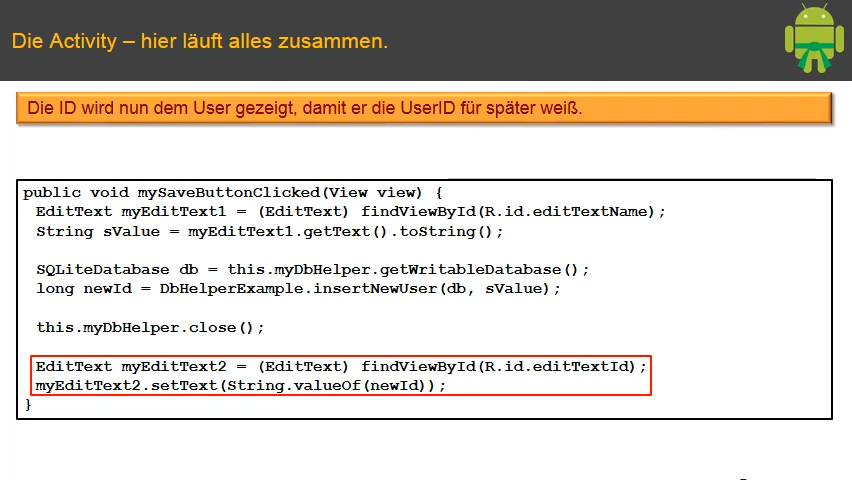 Die Activity – hier läuft alles zusammen.
Die ID wird nun dem User gezeigt, damit er die UserID für später weiß.
public void mySaveButtonClicked(View view) {
EditText myEditText1 = (EditText) findViewById(R.id.editTextName);
String sValue = myEditText1.getText().toString();
SQLiteDatabase db = this.myDbHelper.getWritableDatabase();
long newId = DbHelperExample.insertNewUser(db, sValue);
this.myDbHelper.close();
EditText myEditText2 = (EditText) findViewById(R.id.editTextId);
myEditText2.setText(String.valueOf(newId));
}